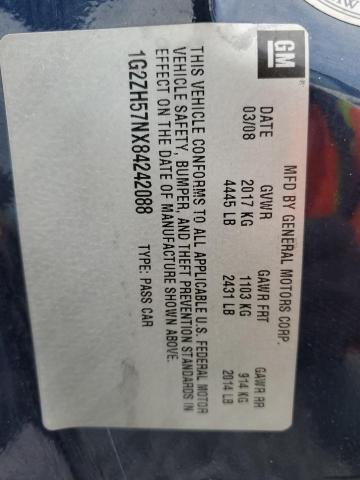 GM
MFD BY GENERAL MOTORS CORP.
DATE GVWR GAWR FRT GAWR RR
03/08 2017 KG 1103 KG 914 KG
4445 LB 2431 LB 2014 LB
THIS VEHICLE CONFORMS TO ALL APPLICABLE U.S. FEDERAL MOTOR
VEHICLE SAFETY, BUMPER, AND THEFT PREVENTION STANDARDS IN
EFFECT ON THE DATE OF MANUFACTURE SHOWN ABOVE.
1G2ZH57NX84242088 TYPE: PASS CAR